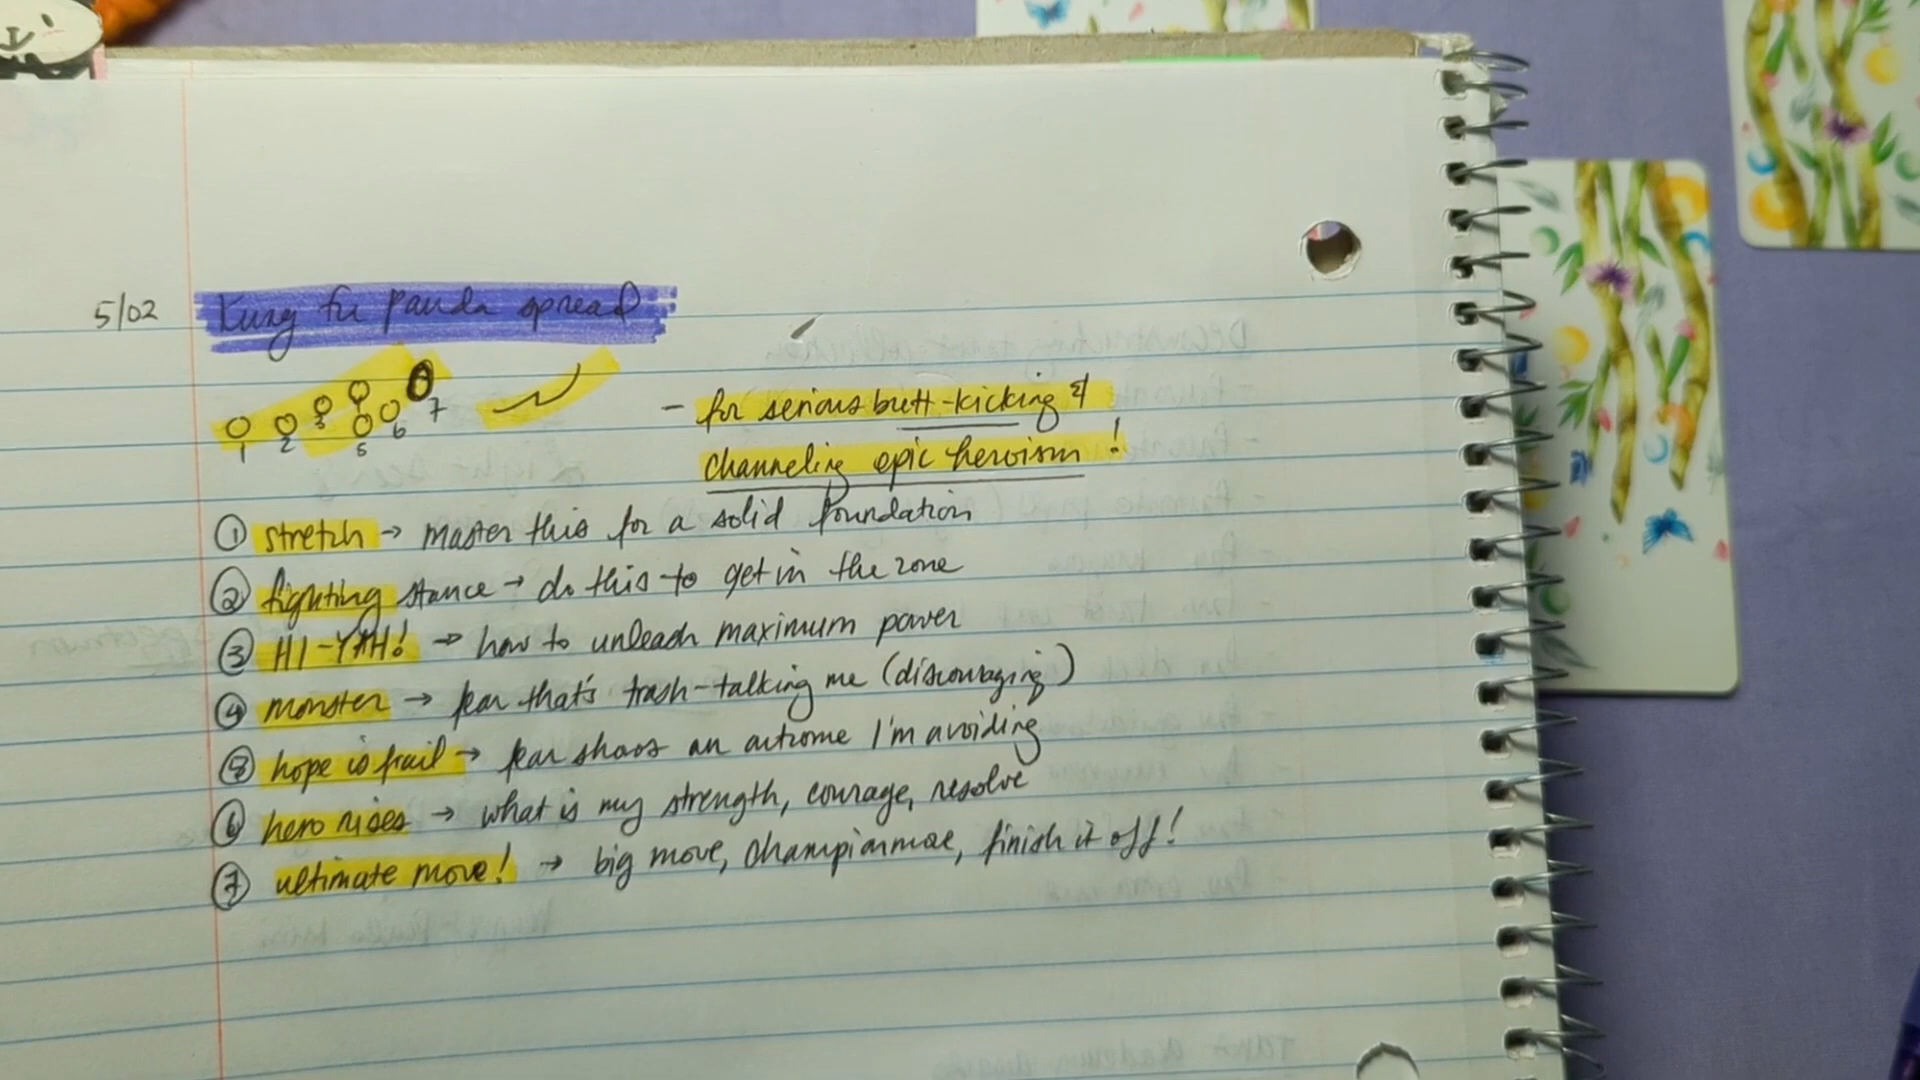 5/02 Kung fu Panda spread
1 2 3 5 6 7
- for serious butt-kicking &
channeling epic heroism!
① stretch → master this for a solid foundation
② fighting stance → do this to get in the zone
③ HI-YAH! → how to unleash maximum power
④ monster → fear that's trash-talking me (discouraging)
⑤ hope is frail → fear shows an outcome I'm avoiding
⑥ hero rises → what is my strength, courage, resolve
⑦ ultimate move! → big move, finish it off!